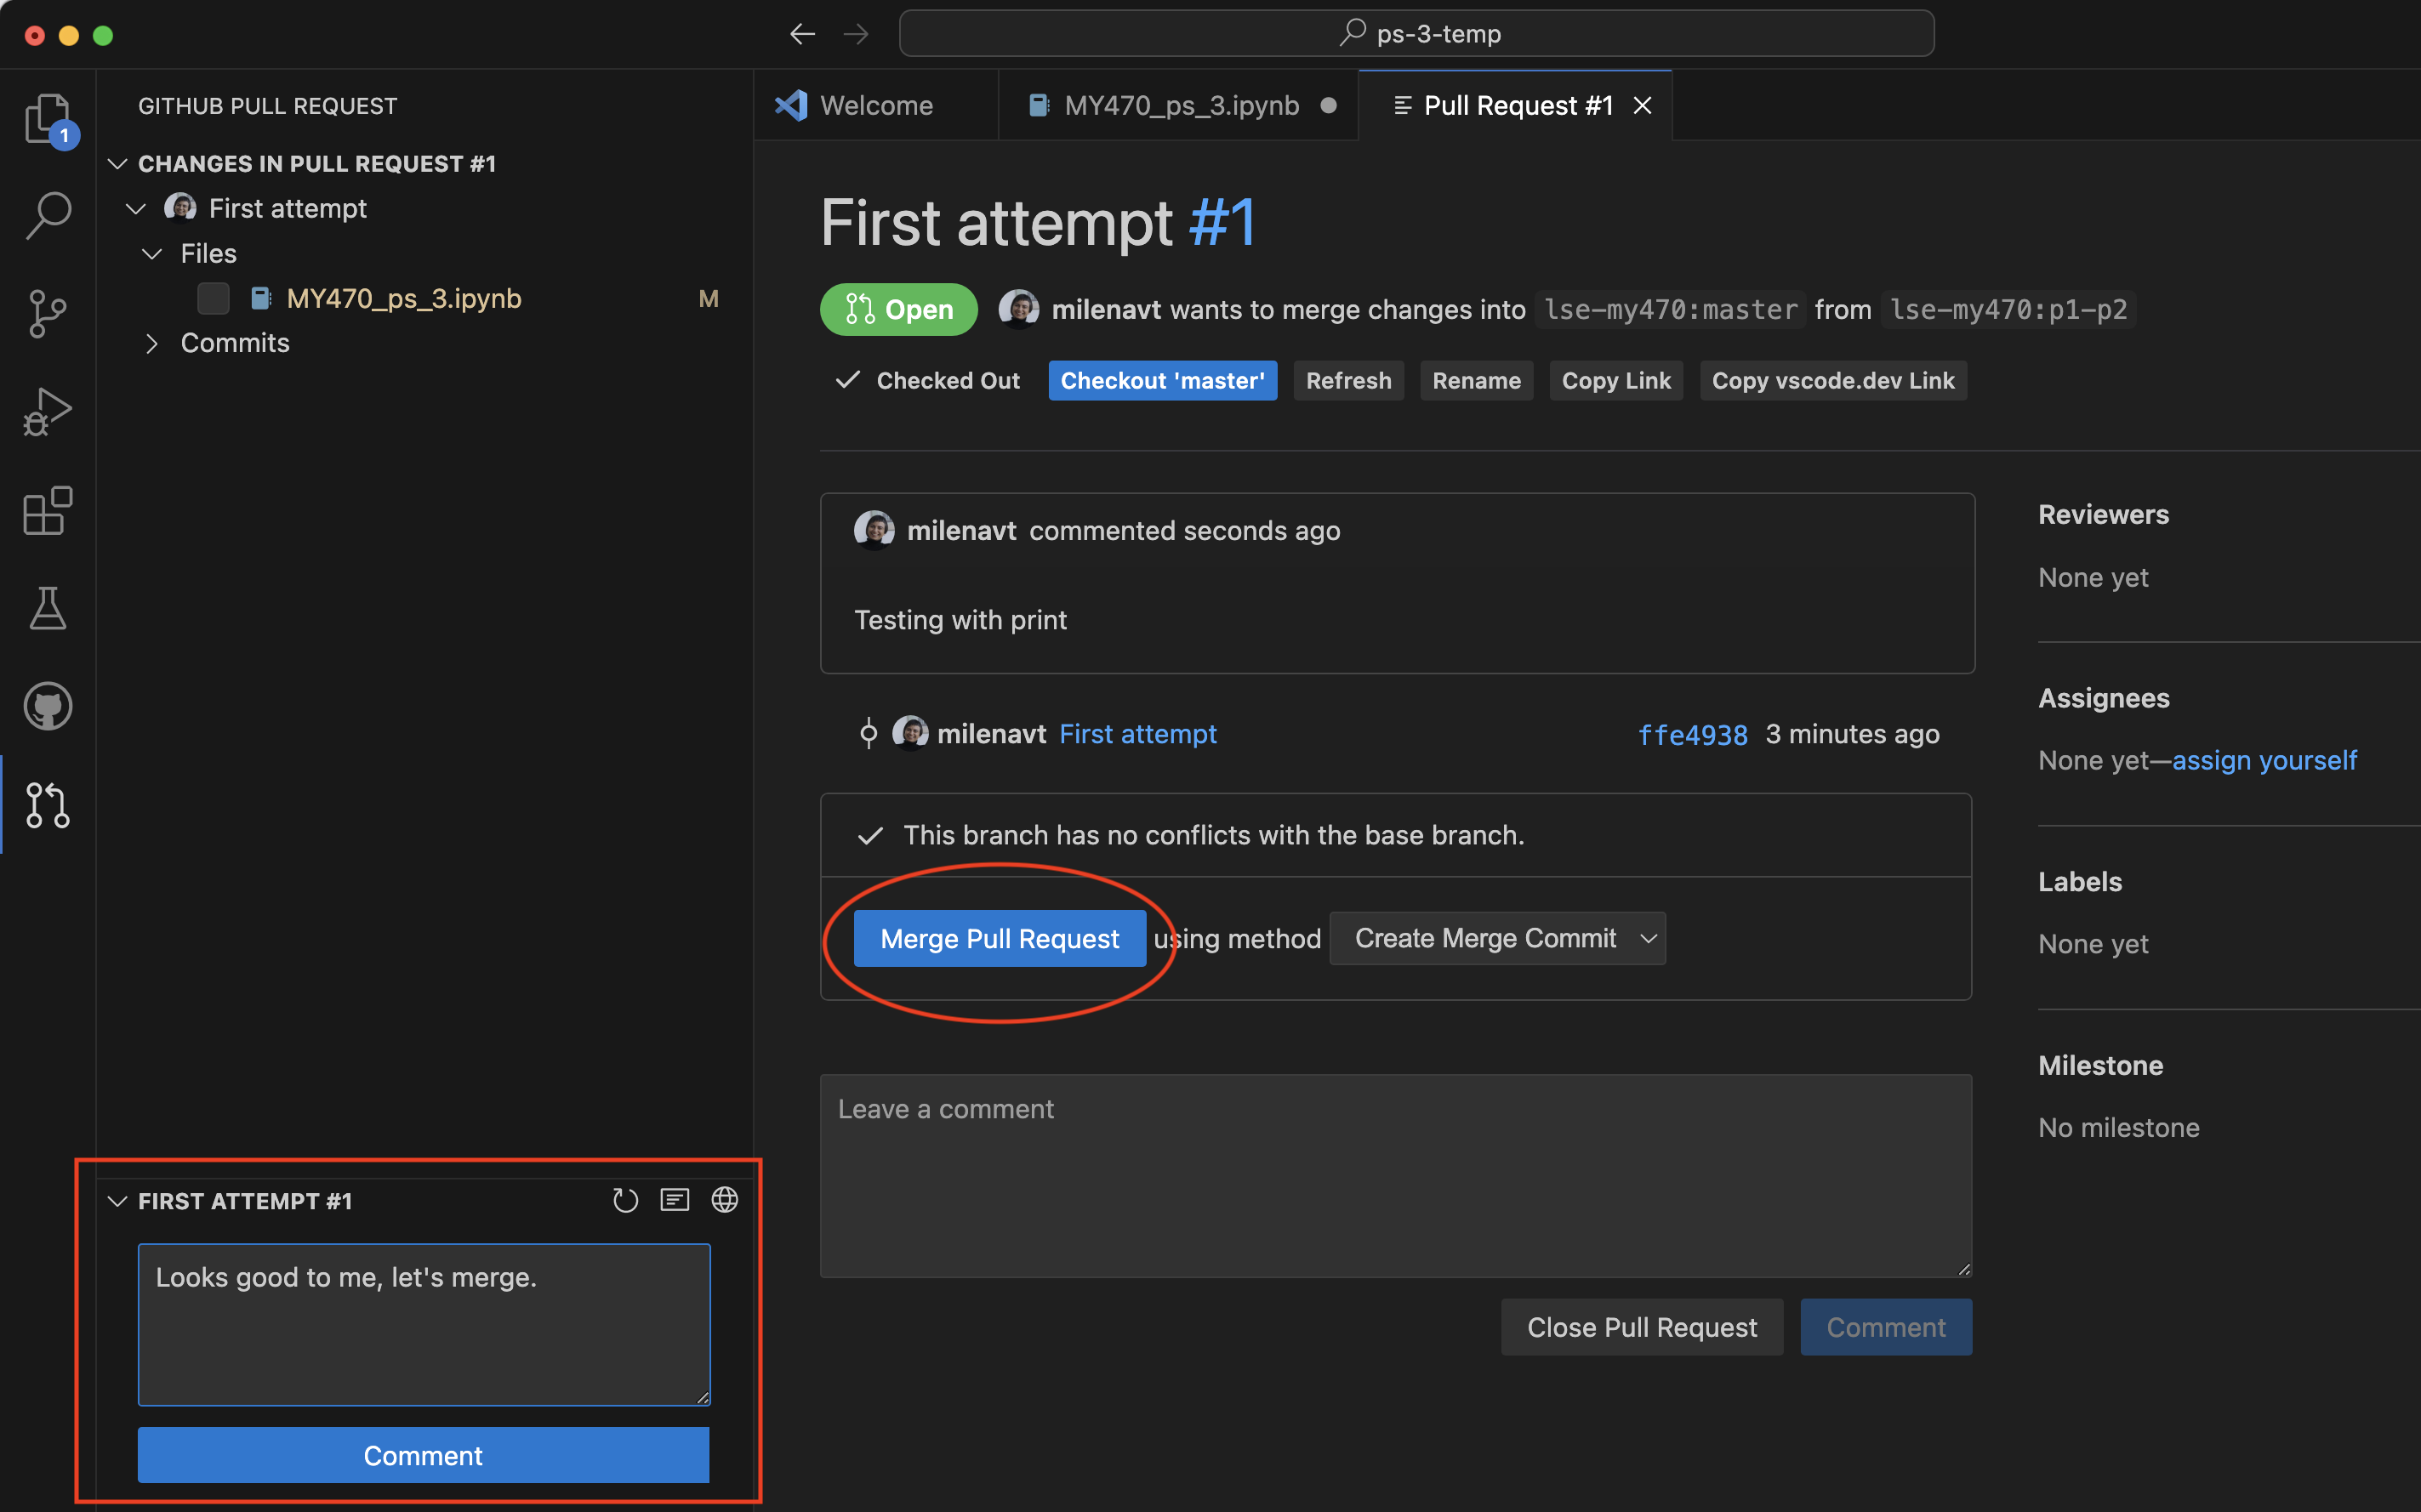 ps-3-temp
1
GITHUB PULL REQUEST
CHANGES IN PULL REQUEST #1
First attempt
Files
MY470_ps_3.ipynb M
Commits
Welcome
MY470_ps_3.ipynb
Pull Request #1
First attempt #1
Open milenavt wants to merge changes into lse-my470:master from lse-my470:p1-p2
Checked Out Checkout 'master' Refresh Rename Copy Link Copy vscode.dev Link
milenavt commented seconds ago
Testing with print
milenavt First attempt ffe4938 3 minutes ago
This branch has no conflicts with the base branch.
Merge Pull Request using method Create Merge Commit
Leave a comment
Close Pull Request Comment
Reviewers
None yet
Assignees
None yet—assign yourself
Labels
None yet
Milestone
No milestone
FIRST ATTEMPT #1
Looks good to me, let's merge.
Comment